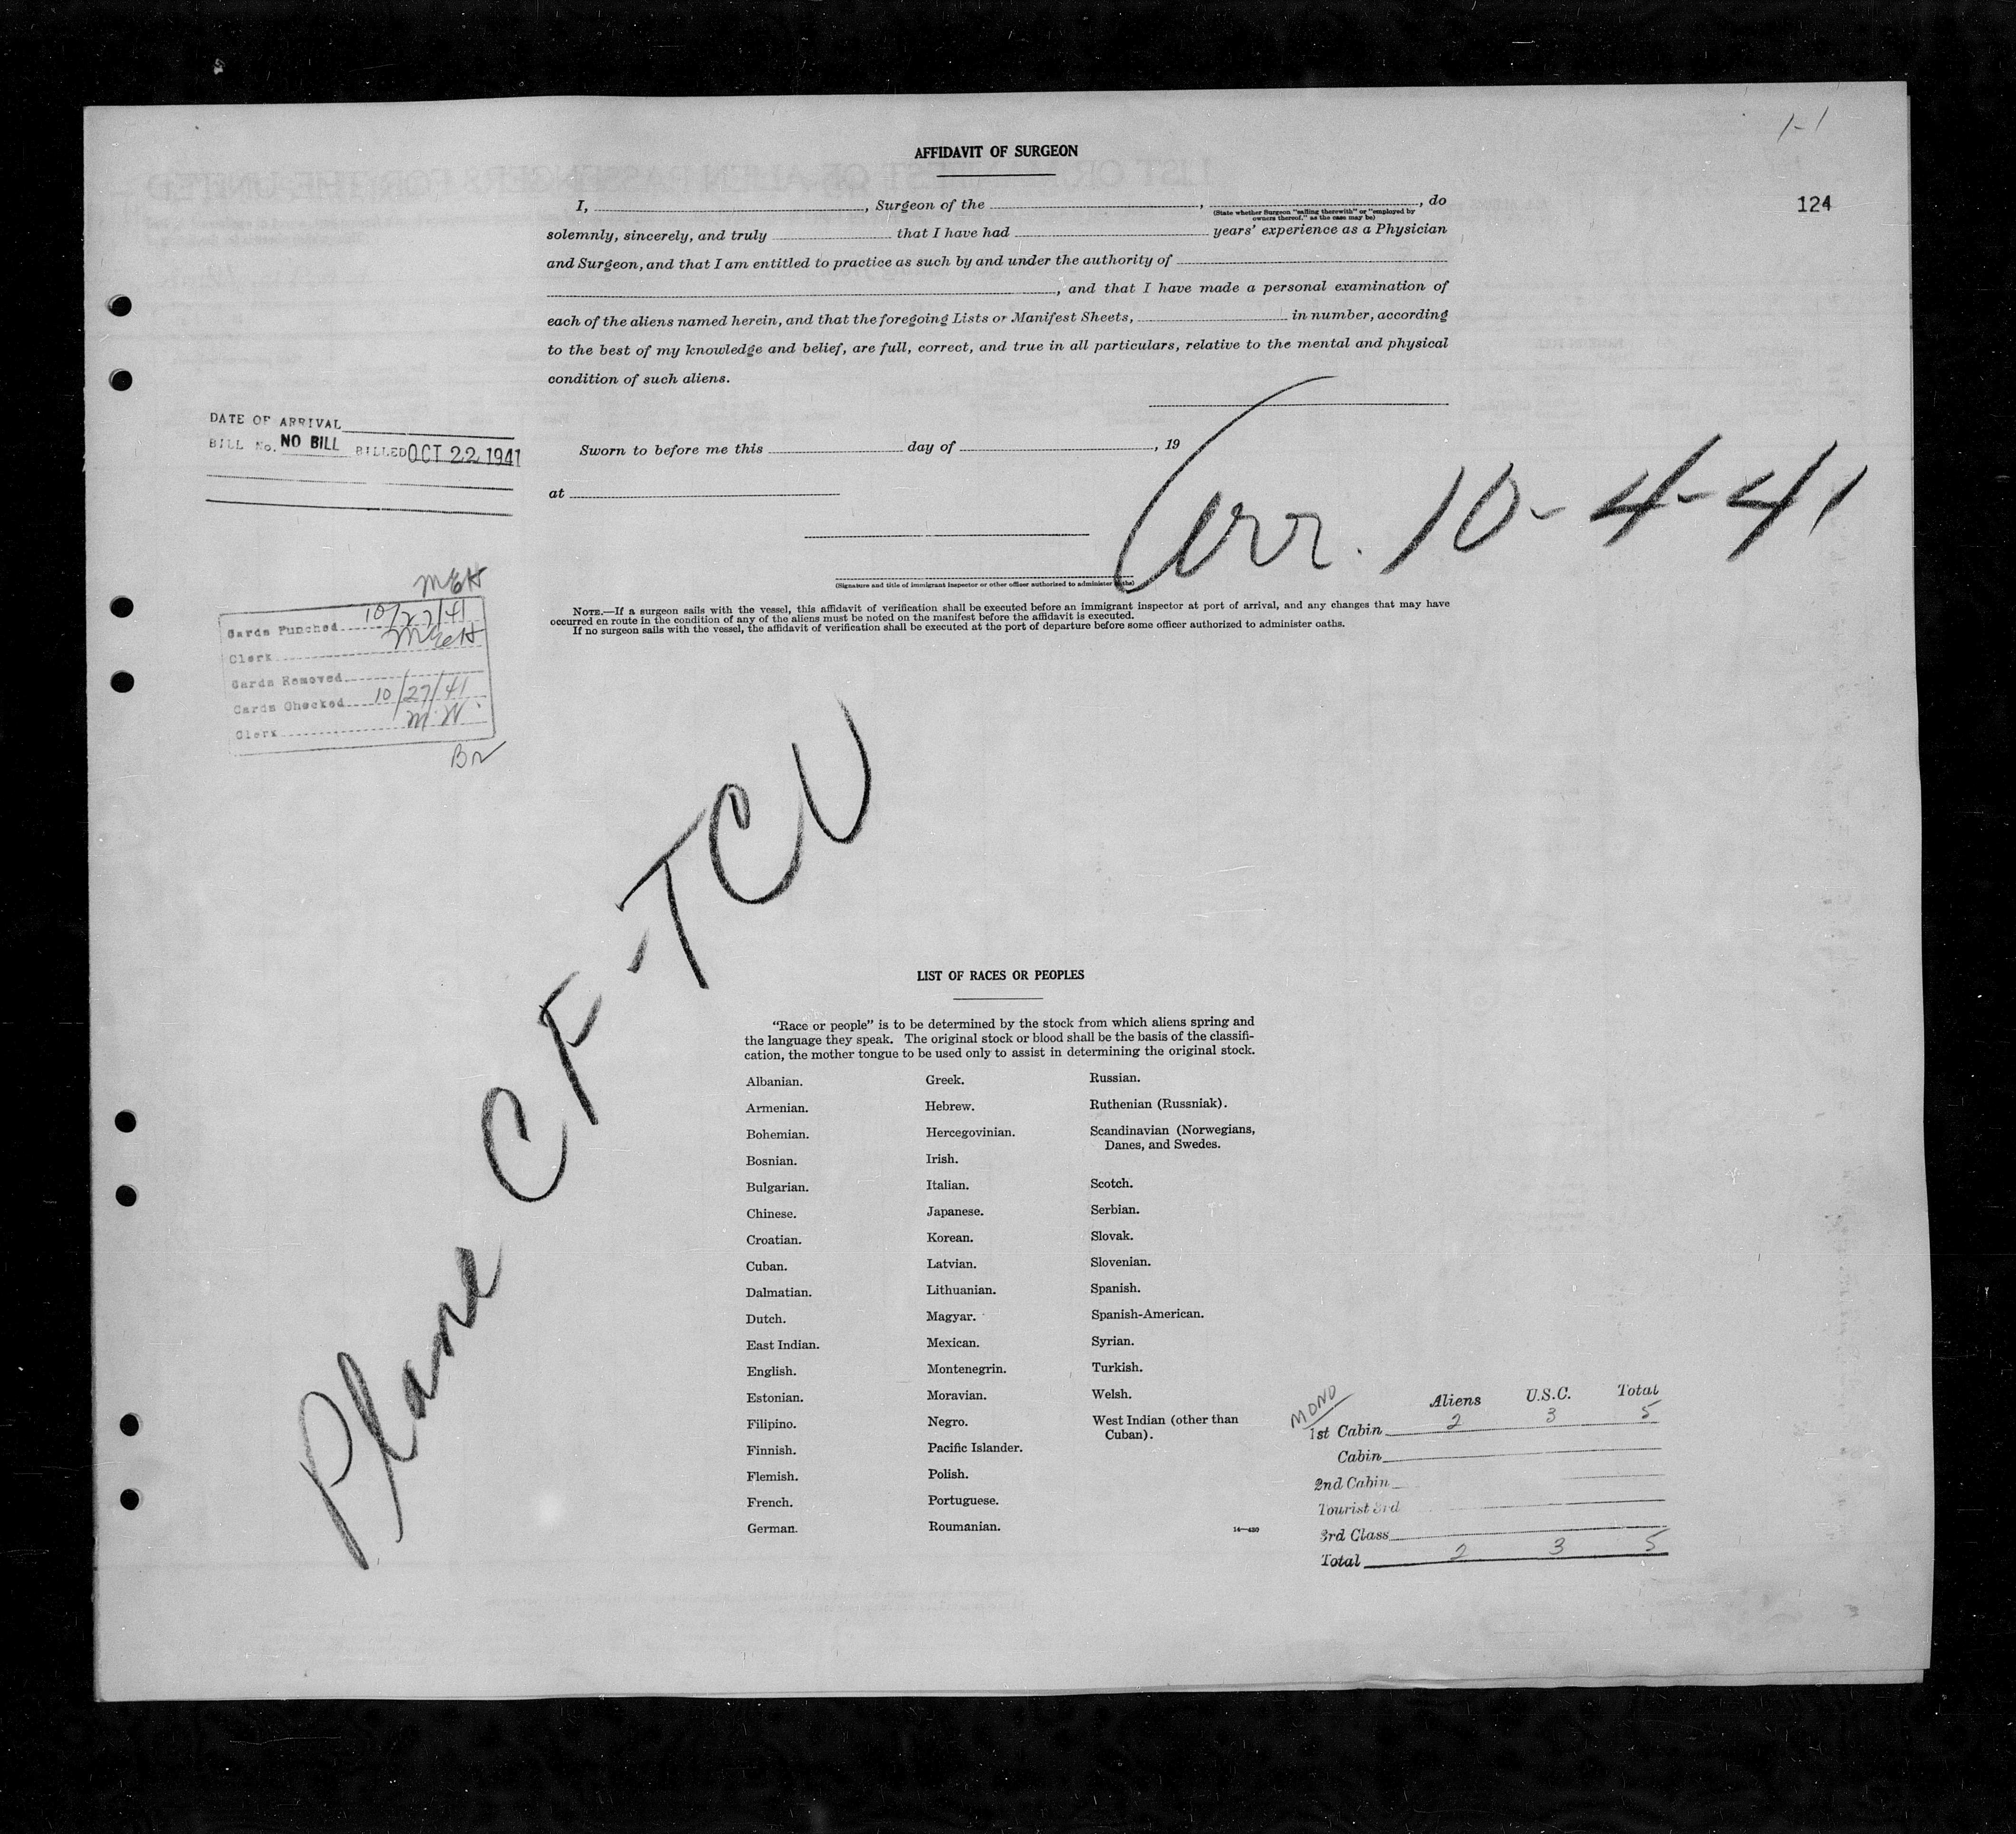 1-1
124
AFFIDAVIT OF SURGEON
I, , Surgeon of the , , do
(State whether Surgeon "sailing therewith" or "employed by
owners thereof," as the case may be)
solemnly, sincerely, and truly that I have had years' experience as a Physician
and Surgeon, and that I am entitled to practice as such by and under the authority of
, and that I have made a personal examination of
each of the aliens named herein, and that the foregoing Lists or Manifest Sheets, in number, according
to the best of my knowledge and belief, are full, correct, and true in all particulars, relative to the mental and physical
condition of such aliens.
DATE OF ARRIVAL
BILL No. NO BILL BILLED OCT 22 1941
Sworn to before me this day of , 19
at
Arr. 10-4-41
(Signature and title of immigrant inspector or other officer authorized to administer oaths)
NOTE.—If a surgeon sails with the vessel, this affidavit of verification shall be executed before an immigrant inspector at port of arrival, and any changes that may have
occurred en route in the condition of any of the aliens must be noted on the manifest before the affidavit is executed.
If no surgeon sails with the vessel, the affidavit of verification shall be executed at the port of departure before some officer authorized to administer oaths.
MEH
Cards Punched 10/27/41
Clerk MEH
Cards Removed
Cards Checked 10/27/41
Clerk M.W.
Plane CF-TCU
LIST OF RACES OR PEOPLES
"Race or people" is to be determined by the stock from which aliens spring and
the language they speak. The original stock or blood shall be the basis of the classifi-
cation, the mother tongue to be used only to assist in determining the original stock.
Albanian.
Armenian.
Bohemian.
Bosnian.
Bulgarian.
Chinese.
Croatian.
Cuban.
Dalmatian.
Dutch.
East Indian.
English.
Estonian.
Filipino.
Finnish.
Flemish.
French.
German.
Greek.
Hebrew.
Hercegovinian.
Irish.
Italian.
Japanese.
Korean.
Latvian.
Lithuanian.
Magyar.
Mexican.
Montenegrin.
Moravian.
Negro.
Pacific Islander.
Polish.
Portuguese.
Roumanian.
Russian.
Ruthenian (Russniak).
Scandinavian (Norwegians,
Danes, and Swedes.
Scotch.
Serbian.
Slovak.
Slovenian.
Spanish.
Spanish-American.
Syrian.
Turkish.
Welsh.
West Indian (other than
Cuban).
14—430
MOND
Aliens U.S.C. Total
1st Cabin 2 3 5
Cabin
2nd Cabin
Tourist 3rd
3rd Class
Total 2 3 5